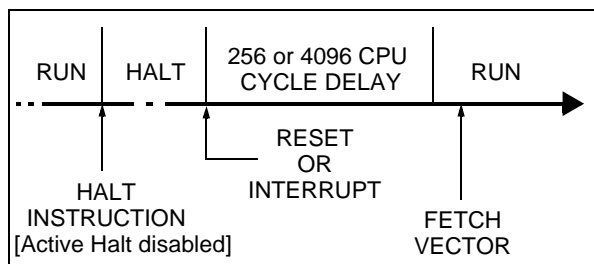 RUN
HALT
256 or 4096 CPU
CYCLE DELAY
RUN
RESET
OR
INTERRUPT
HALT
INSTRUCTION
[Active Halt disabled]
FETCH
VECTOR